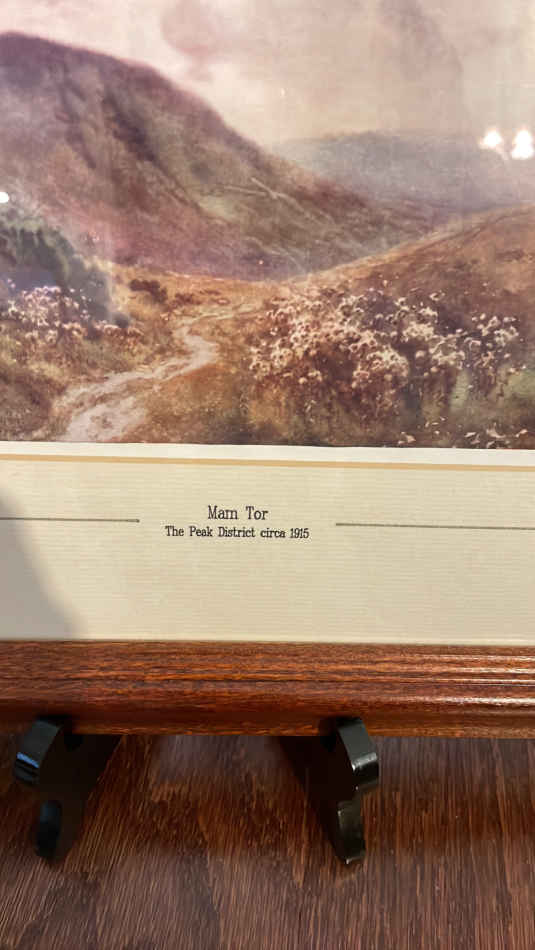 Mam Tor
The Peak District circa 1915